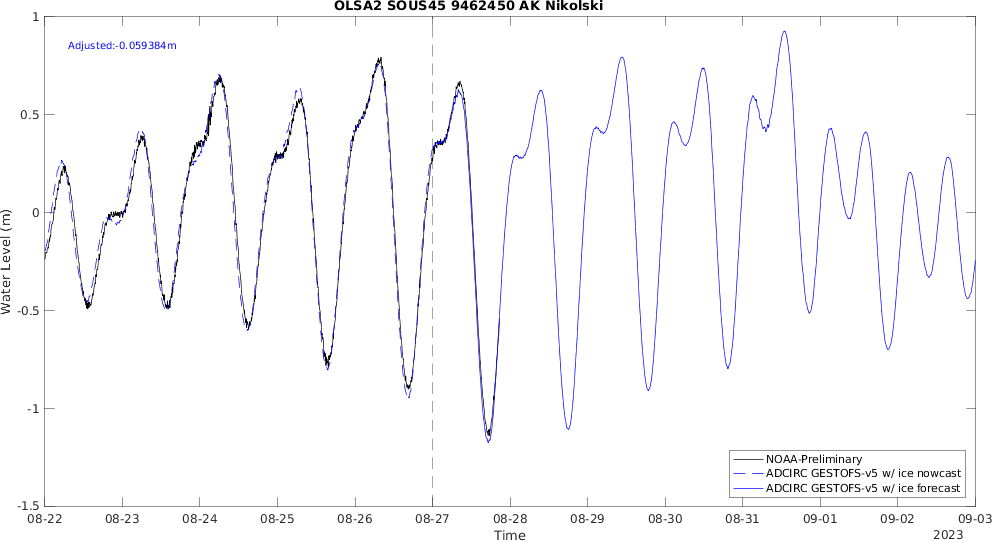 OLSA2 SOUS45 9462450 AK Nikolski
Adjusted:-0.059384m
Water Level (m)
1
0.5
0
-0.5
-1
-1.5
NOAA-Preliminary
ADCIRC GESTOFS-v5 w/ ice nowcast
ADCIRC GESTOFS-v5 w/ ice forecast
08-22 08-23 08-24 08-25 08-26 08-27 08-28 08-29 08-30 08-31 09-01 09-02 09-03
Time
2023